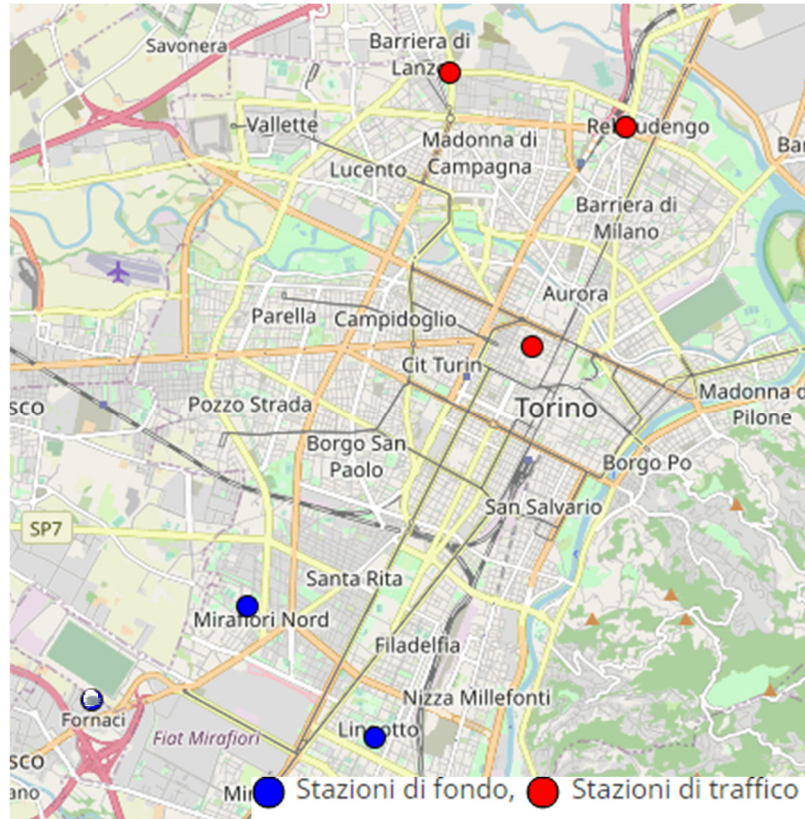 Savonera
Barriera di
Lanzo
Vallette
Madonna di
Campagna
Lucento
Barriera di
Milano
Aurora
Parella
Campidoglio
Cit Turin
Pozzo Strada
Torino
Madonna d
Pilone
sco
Borgo San
Paolo
Borgo Po
San Salvario
SP7
Santa Rita
Mirafiori Nord
Filadelfia
Nizza Millefonti
Fornaci
Fiat Mirafiori
Lingotto
sco
ano
Stazioni di fondo, Stazioni di traffico